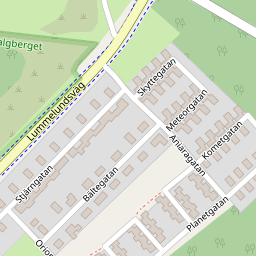 algberget
Lummelundsväg
Skyttegatan
Meteorgatan
Kometgatan
Aniaragatan
Stjärngatan
Bältegatan
Planetgatan
Orion